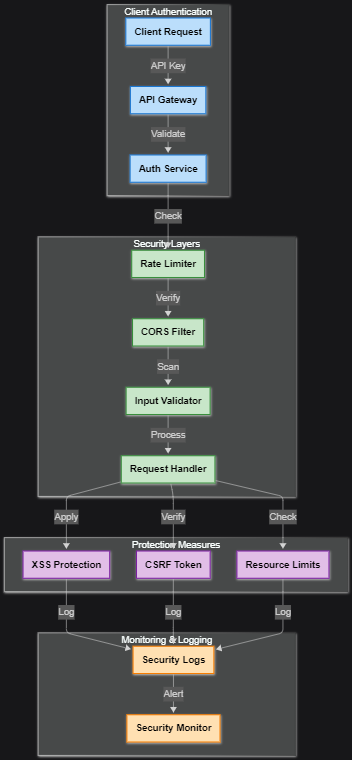 Client Authentication
Client Request
API Key
API Gateway
Validate
Auth Service
Check
Security Layers
Rate Limiter
Verify
CORS Filter
Scan
Input Validator
Process
Request Handler
Apply
Verify
Check
Protection Measures
XSS Protection
CSRF Token
Resource Limits
Log
Log
Log
Monitoring & Logging
Security Logs
Alert
Security Monitor